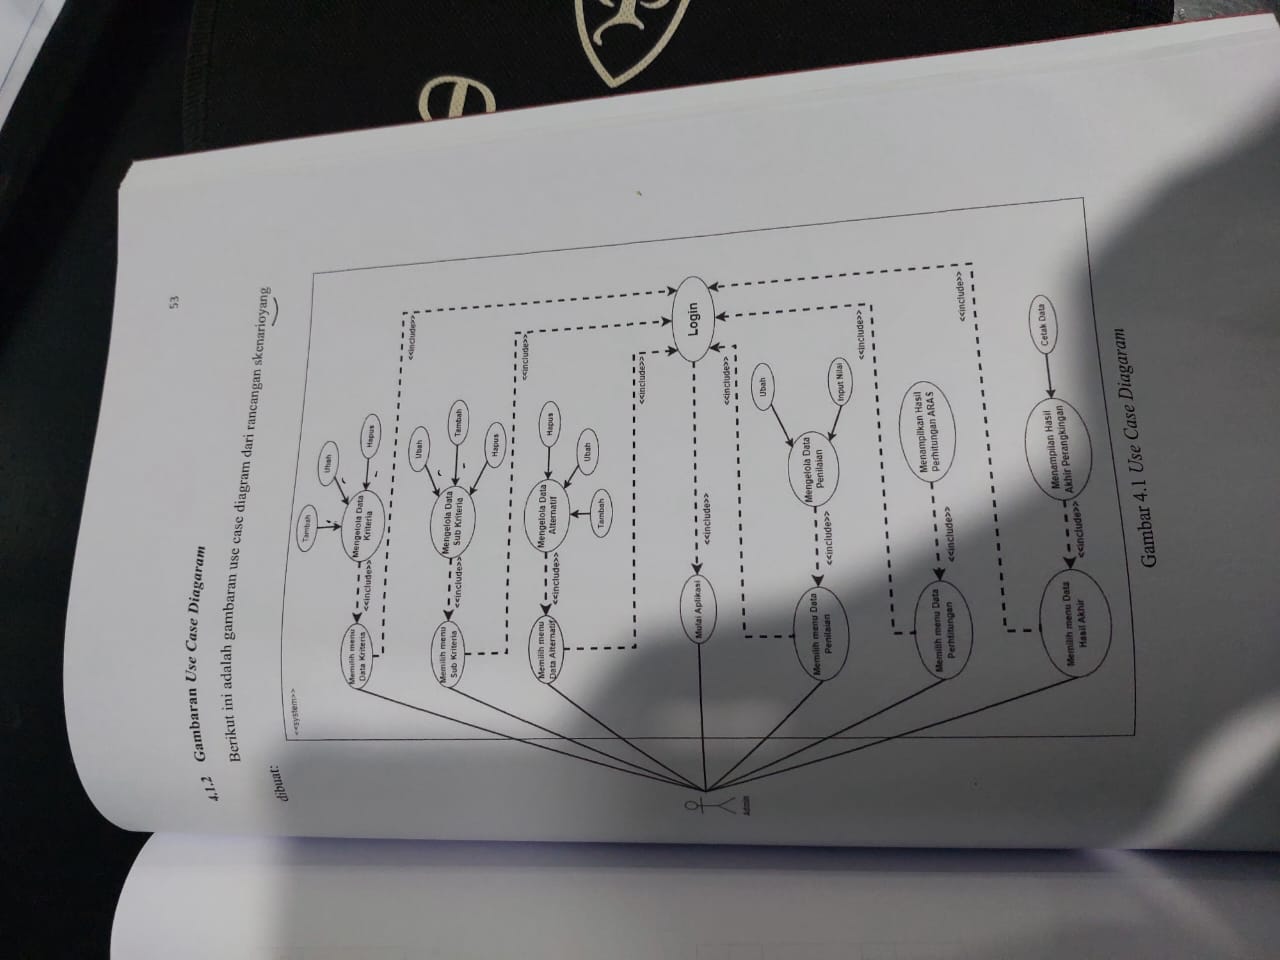 53
4.1.2 Gambaran Use Case Diagaram
Berikut ini adalah gambaran use case diagram dari rancangan skenarioyang
dibuat:
<<system>>
Tambah
Ubah
Hapus
Mengelola Data
Kriteria
<<include>>
Memilih menu
Data Kriteria
<<include>>
Ubah
Tambah
Hapus
Mengelola Data
Sub Kriteria
<<include>>
Memilih menu
Sub Kriteria
<<include>>
Hapus
Ubah
Tambah
Mengelola Data
Alternatif
<<include>>
Memilih menu
Data Alternatif
<<include>>
Login
Mulai Aplikasi
<<include>>
Admin
<<include>>
Ubah
Input Nilai
Mengelola Data
Penilaian
<<include>>
Memilih menu Data
Penilaian
<<include>>
Menampilkan Hasil
Perhitungan ARAS
<<include>>
Memilih menu Data
Perhtitungan
<<include>>
Cetak Data
Menampilan Hasil
Akhir Perangkingan
<<include>>
Memilih menu Data
Hasil Akhir
Gambar 4.1 Use Case Diagaram